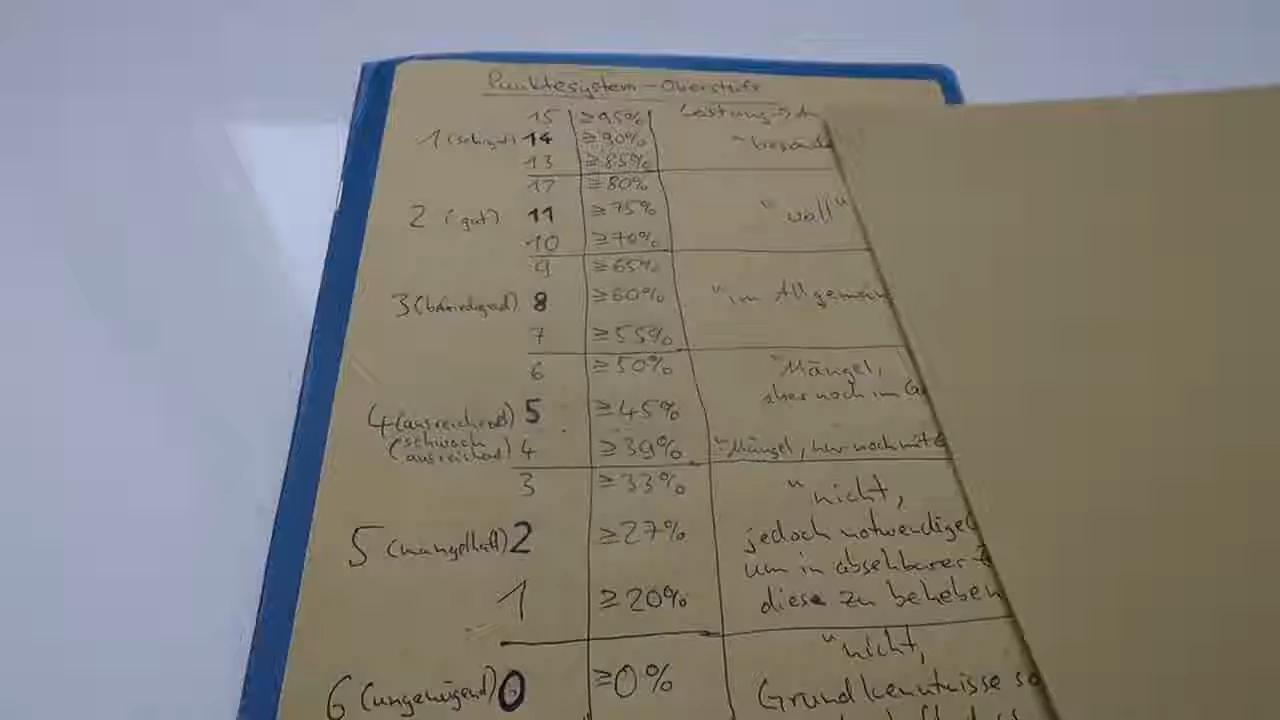 Punktesystem - Oberstufe
15 ≥95%
1 (sehr gut) 14 ≥90%
13 ≥85%
12 ≥80%
2 (gut) 11 ≥75% "voll"
10 ≥70%
9 ≥65%
3 (befriedigend) 8 ≥60% "im Allgemein
7 ≥55%
6 ≥50% "Mängel,
aber noch im
4 (ausreichend) 5 ≥45%
(schwach
ausreichend) 4 ≥39% "Mängel, nur noch mit
3 ≥33% "nicht,
5 (mangelhaft) 2 ≥27% jedoch notwendige
um in absehbarer
1 ≥20% diese zu beheben
"nicht,
6 (ungenügend) 0 ≥0% Grundkenntnisse so